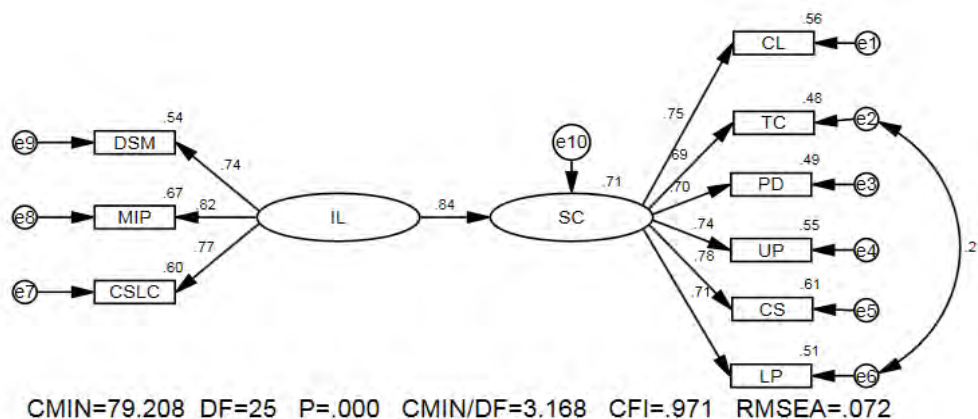 .56
CL
e1
.48
TC
e2
.75
.54
e9
DSM
.74
e10
.69
.49
PD
e3
.70
.67
e8
MIP
.82
IL
.84
.71
SC
.74
.55
UP
e4
.2
.77
.78
.60
e7
CSLC
.61
CS
e5
.71
.51
LP
e6
CMIN=79.208 DF=25 P=.000 CMIN/DF=3.168 CFI=.971 RMSEA=.072